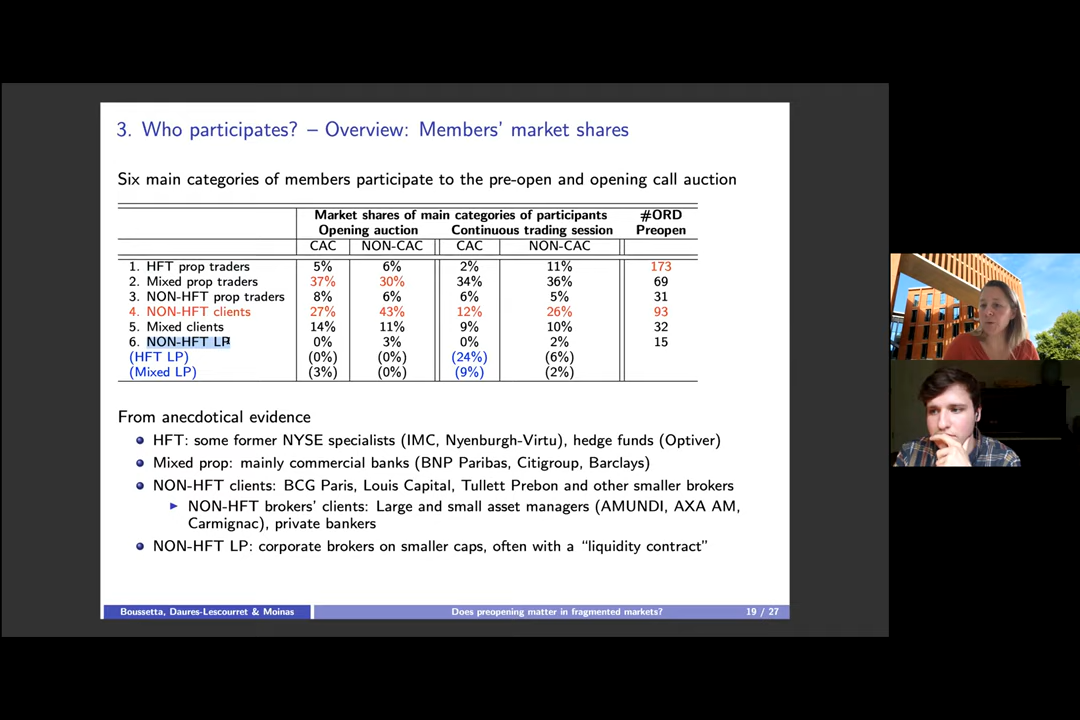 3. Who participates? – Overview: Members' market shares
Six main categories of members participate to the pre-open and opening call auction
Market shares of main categories of participants #ORD
Opening auction Continuous trading session Preopen
CAC NON-CAC CAC NON-CAC
1. HFT prop traders 5% 6% 2% 11% 173
2. Mixed prop traders 37% 30% 34% 36% 69
3. NON-HFT prop traders 8% 6% 6% 5% 31
4. NON-HFT clients 27% 43% 12% 26% 93
5. Mixed clients 14% 11% 9% 10% 32
6. NON-HFT LP 0% 3% 0% 2% 15
(HFT LP) (0%) (0%) (24%) (6%)
(Mixed LP) (3%) (0%) (9%) (2%)
From anecdotical evidence
HFT: some former NYSE specialists (IMC, Nyenburgh-Virtu), hedge funds (Optiver)
Mixed prop: mainly commercial banks (BNP Paribas, Citigroup, Barclays)
NON-HFT clients: BCG Paris, Louis Capital, Tullett Prebon and other smaller brokers
NON-HFT brokers' clients: Large and small asset managers (AMUNDI, AXA AM,
Carmignac), private bankers
NON-HFT LP: corporate brokers on smaller caps, often with a "liquidity contract"
Boussetta, Daures-Lescourret & Moinas Does preopening matter in fragmented markets? 19 / 27